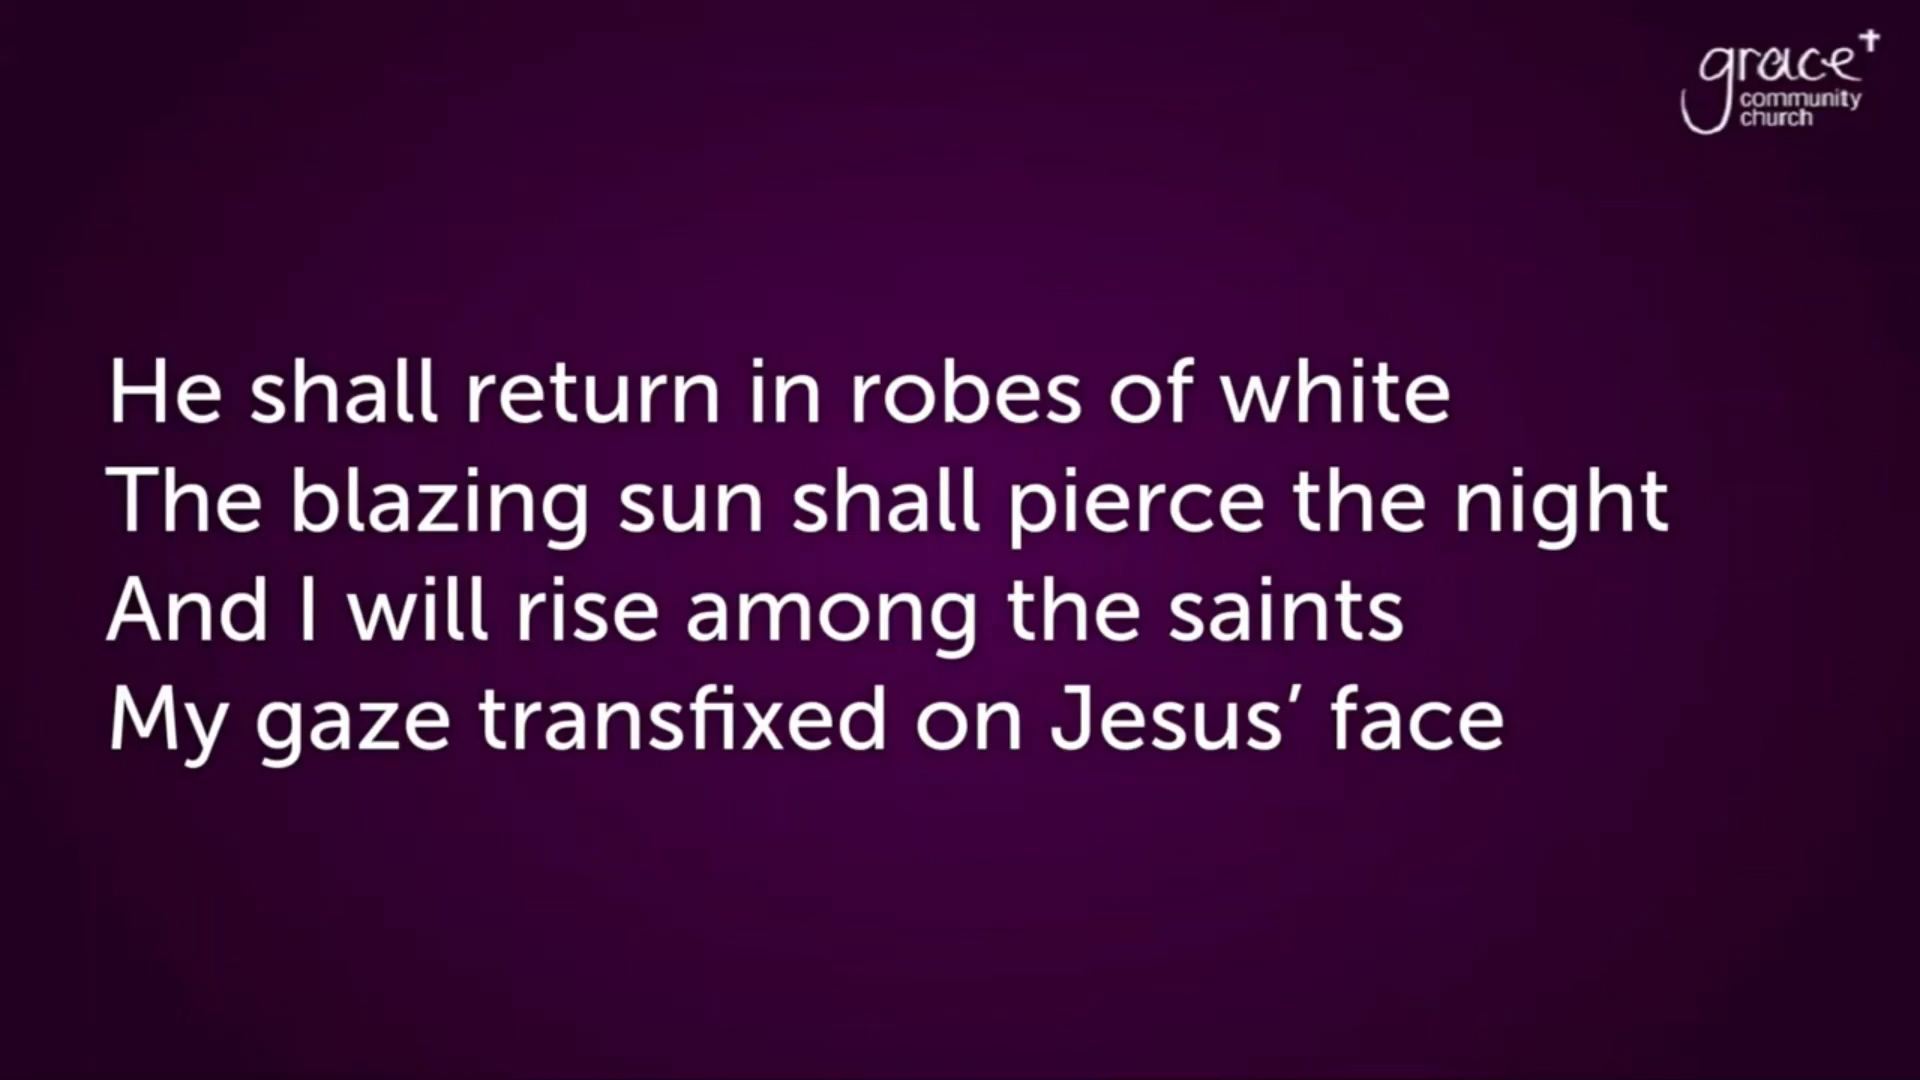 grace
community
church
He shall return in robes of white
The blazing sun shall pierce the night
And I will rise among the saints
My gaze transfixed on Jesus’ face